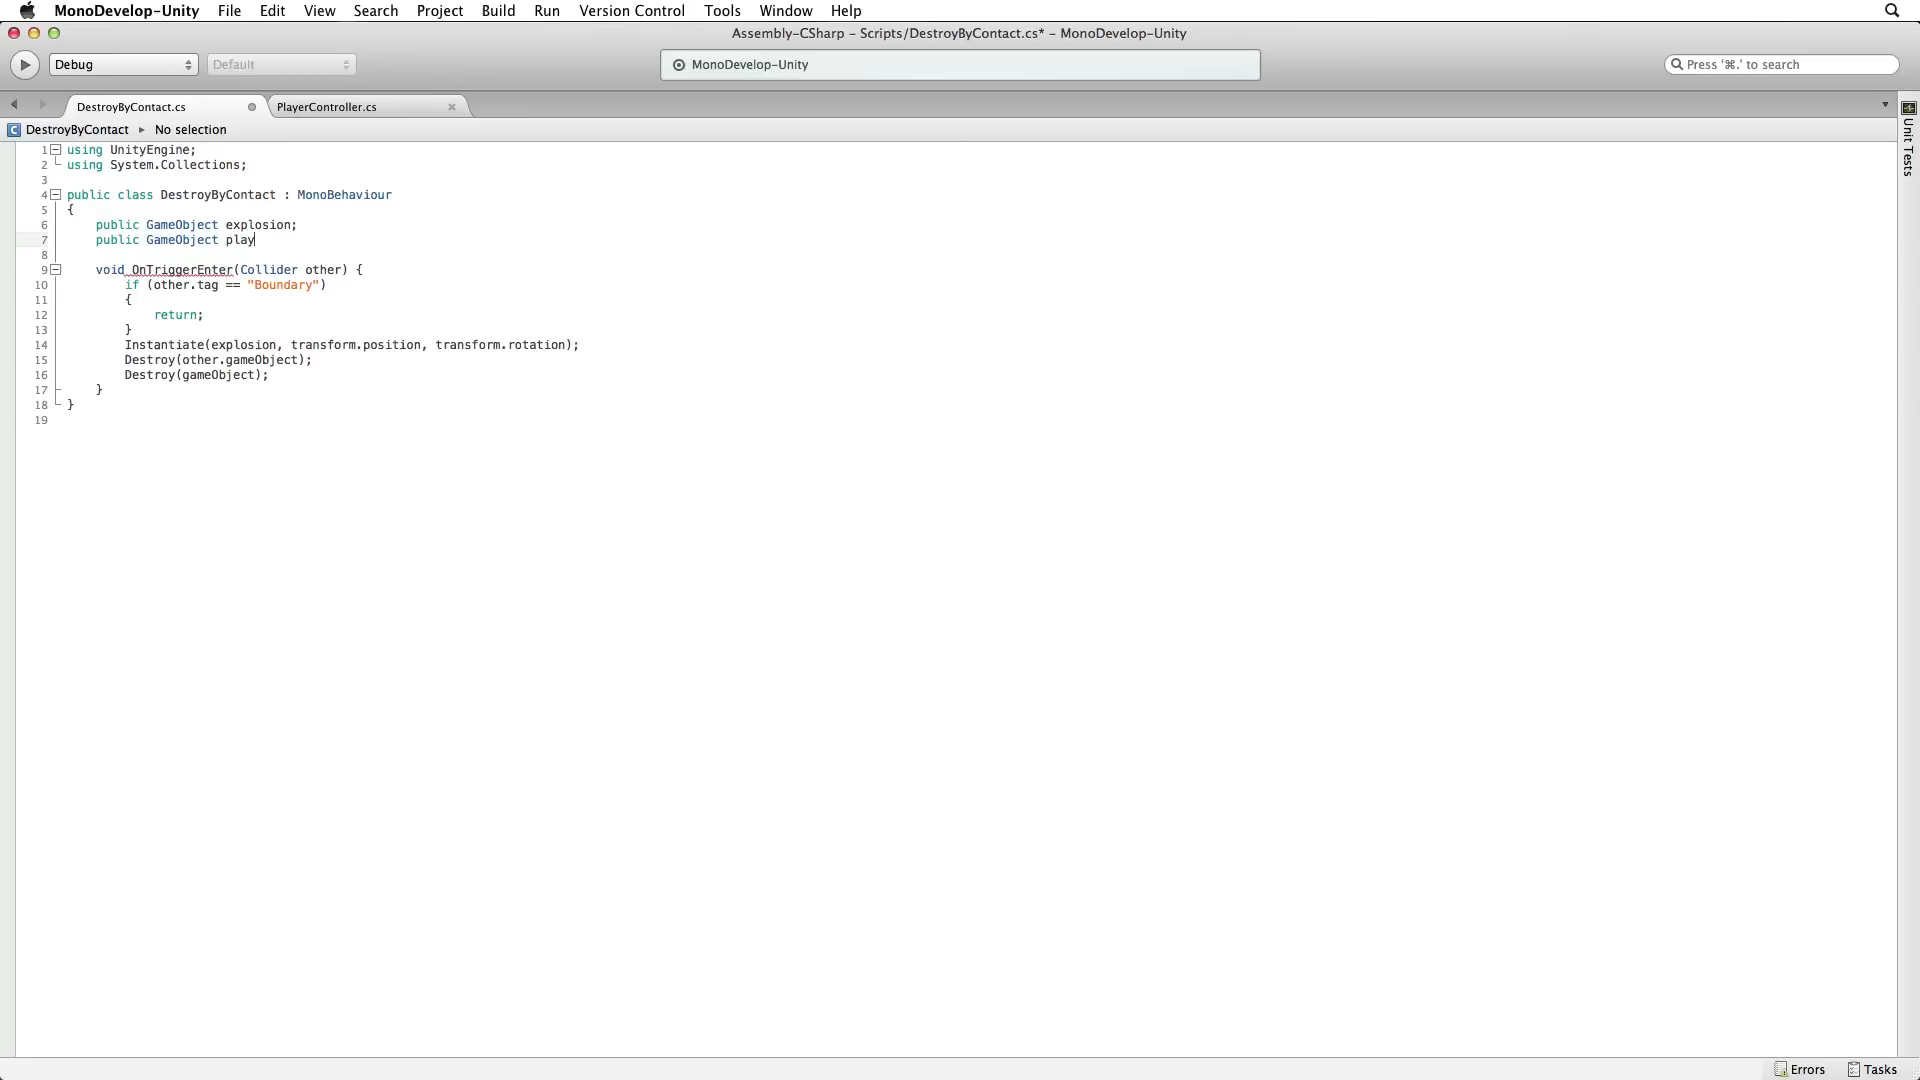 MonoDevelop-Unity File Edit View Search Project Build Run Version Control Tools Window Help
Assembly-CSharp – Scripts/DestroyByContact.cs* – MonoDevelop-Unity
Debug Default MonoDevelop-Unity Press '⌘.' to search
DestroyByContact.cs PlayerController.cs
C DestroyByContact ▸ No selection
1 using UnityEngine;
2 using System.Collections;
3
4 public class DestroyByContact : MonoBehaviour
5 {
6 public GameObject explosion;
7 public GameObject play
8
9 void OnTriggerEnter(Collider other) {
10 if (other.tag == "Boundary")
11 {
12 return;
13 }
14 Instantiate(explosion, transform.position, transform.rotation);
15 Destroy(other.gameObject);
16 Destroy(gameObject);
17 }
18 }
19
Unit Tests
Errors Tasks